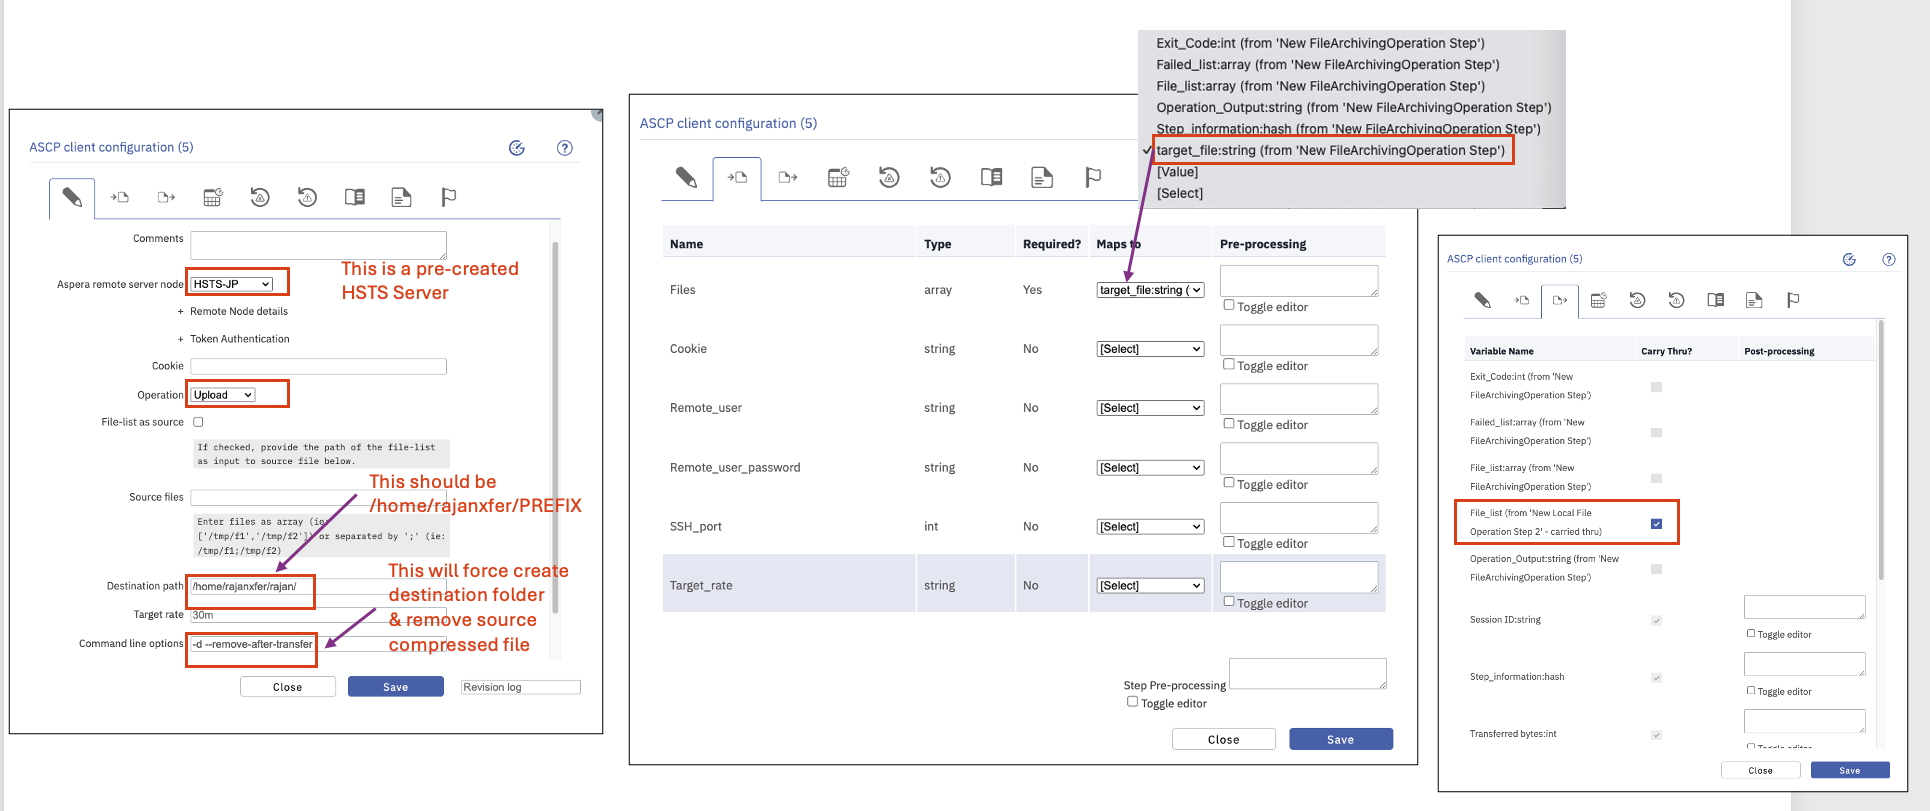 ASCP client configuration (5)
Comments
This is a pre-created
HSTS Server
Aspera remote server node HSTS-JP
+ Remote Node details
+ Token Authentication
Cookie
Operation Upload
File-list as source
If checked, provide the path of the file-list
as input to source file below.
This should be
/home/rajanxfer/PREFIX
Source files
Enter files as array (ie:
['/tmp/f1','/tmp/f2']) or separated by ';' (ie:
/tmp/f1;/tmp/f2)
This will force create
destination folder
& remove source
compressed file
Destination path /home/rajanxfer/rajan/
Target rate 30m
Command line options -d --remove-after-transfer
Close Save Revision log
Exit_Code:int (from 'New FileArchivingOperation Step')
Failed_list:array (from 'New FileArchivingOperation Step')
File_list:array (from 'New FileArchivingOperation Step')
Operation_Output:string (from 'New FileArchivingOperation Step')
Step_information:hash (from 'New FileArchivingOperation Step')
✓ target_file:string (from 'New FileArchivingOperation Step')
[Value]
[Select]
ASCP client configuration (5)
Name Type Required? Maps to Pre-processing
Files array Yes target_file:string (
Toggle editor
Cookie string No [Select]
Toggle editor
Remote_user string No [Select]
Toggle editor
Remote_user_password string No [Select]
Toggle editor
SSH_port int No [Select]
Toggle editor
Target_rate string No [Select]
Toggle editor
Step Pre-processing
Toggle editor
Close Save
ASCP client configuration (5)
Variable Name Carry Thru? Post-processing
Exit_Code:int (from 'New
FileArchivingOperation Step')
Failed_list:array (from 'New
FileArchivingOperation Step')
File_list:array (from 'New
FileArchivingOperation Step')
File_list (from 'New Local File
Operation Step 2' - carried thru)
Operation_Output:string (from 'New
FileArchivingOperation Step')
Session ID:string
Toggle editor
Step_information:hash
Toggle editor
Transferred bytes:int
Toggle editor
Close Save